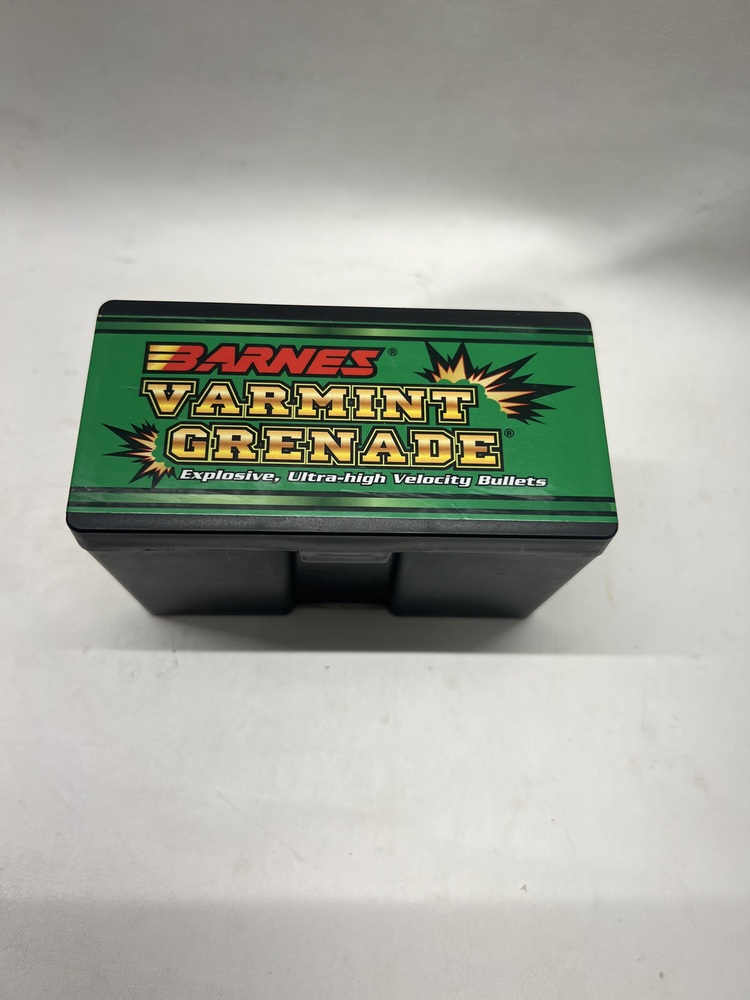 BARNES®
VARMINT
GRENADE®
Explosive, Ultra-high Velocity Bullets